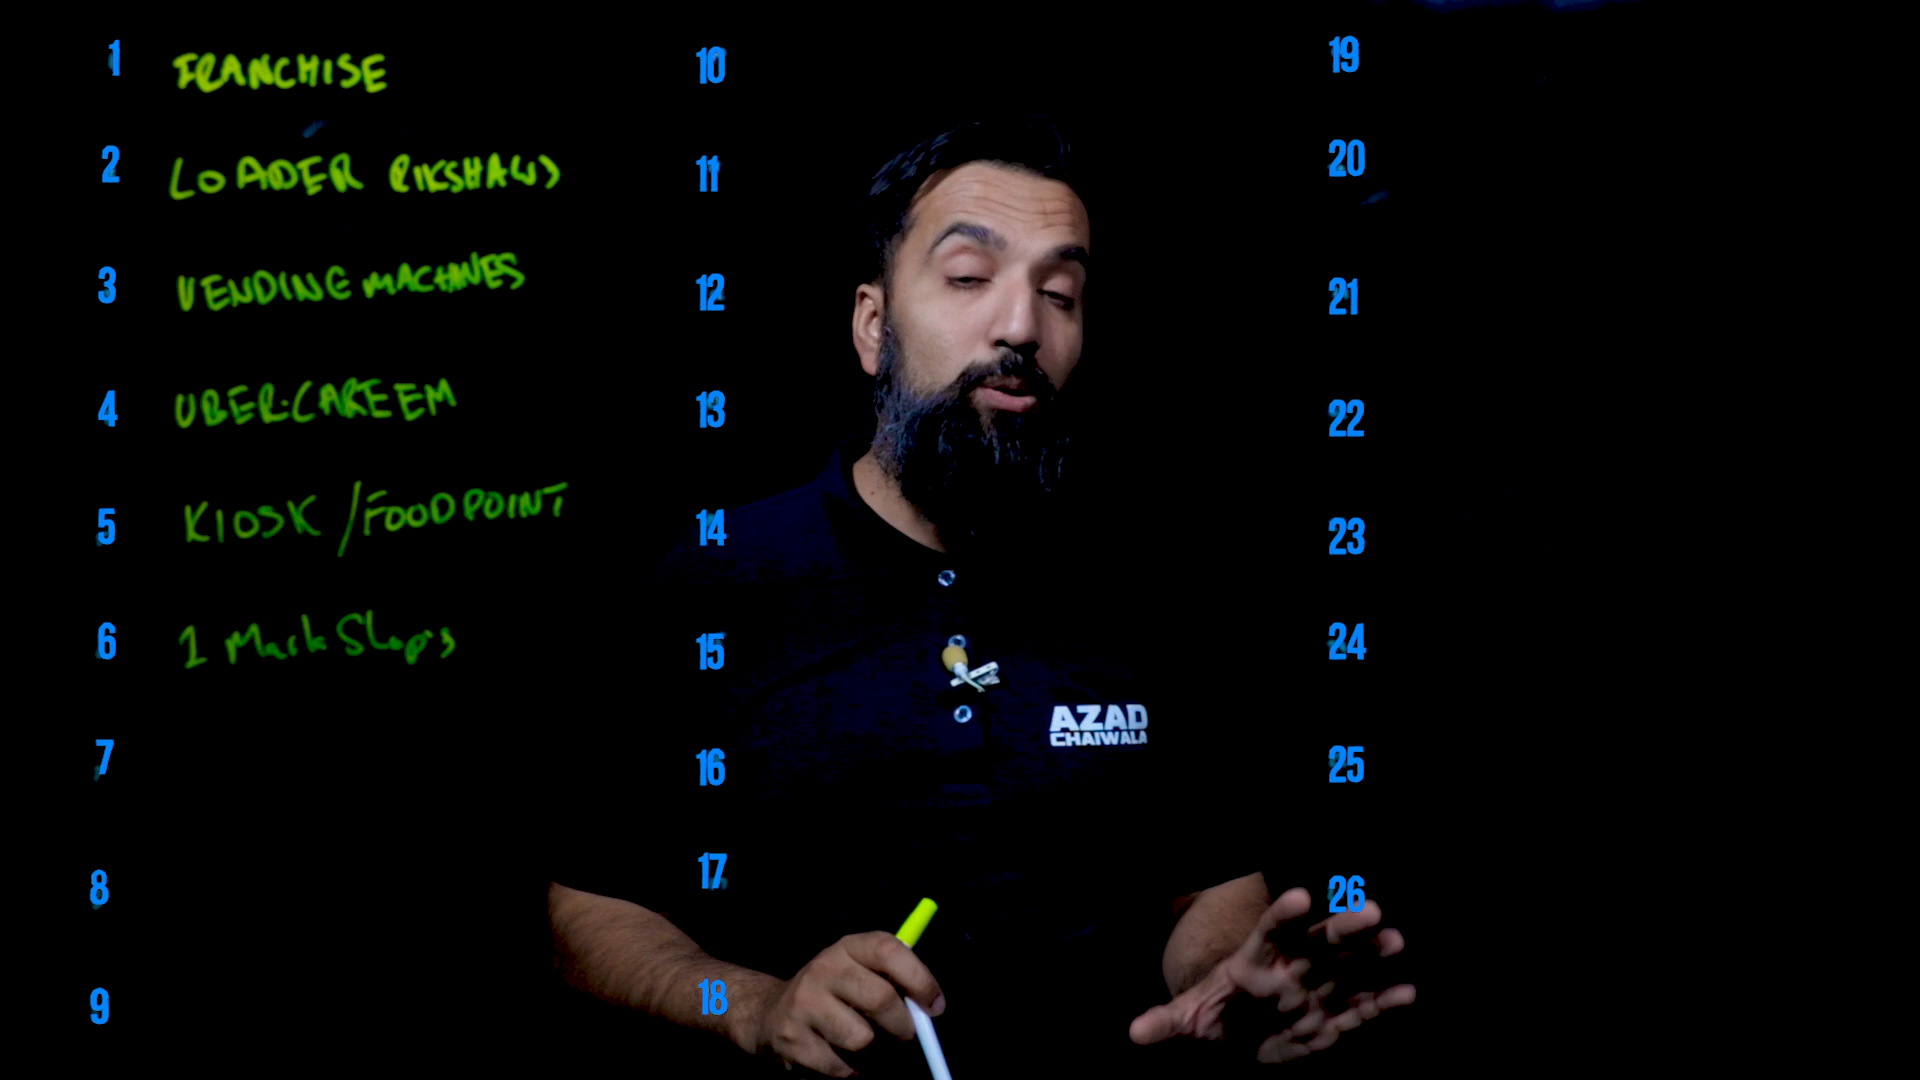 1 FRANCHISE
2 LOADER RIKSHAW
3 VENDING MACHINES
4 UBER.CAREEM
5 KIOSK / FOOD POINT
6 1 Mark Shops
7
8
9
10
11
12
13
14
15
16
17
18
19
20
21
22
23
24
25
26
AZAD
CHAIWALA